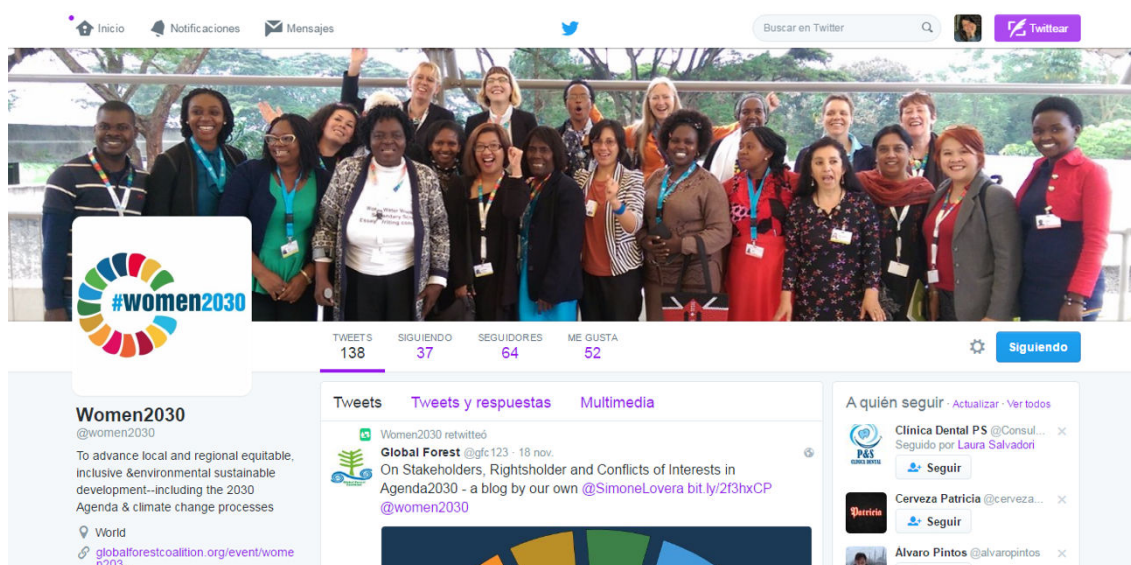 Inicio
Notificaciones
Mensajes
Buscar en Twitter
Twittear
#women2030
TWEETS
138
SIGUIENDO
37
SEGUIDORES
64
ME GUSTA
52
Siguiendo
Women2030
@women2030
To advance local and regional equitable,
inclusive &environmental sustainable
development--including the 2030
Agenda & climate change processes
World
globalforestcoalition.org/event/wome
n203
Tweets
Tweets y respuestas
Multimedia
Women2030 retwitteó
Global Forest @gfc123 · 18 nov.
On Stakeholders, Rightsholder and Conflicts of Interests in
Agenda2030 - a blog by our own @SimoneLovera bit.ly/2f3hxCP
@women2030
A quién seguir · Actualizar · Ver todos
P&S
CLINICA DENTAL
Clínica Dental PS @Consul...
Seguido por Laura Salvadori
Seguir
Patricia
Cerveza Patricia @cerveza...
Seguir
Álvaro Pintos @alvaropintos